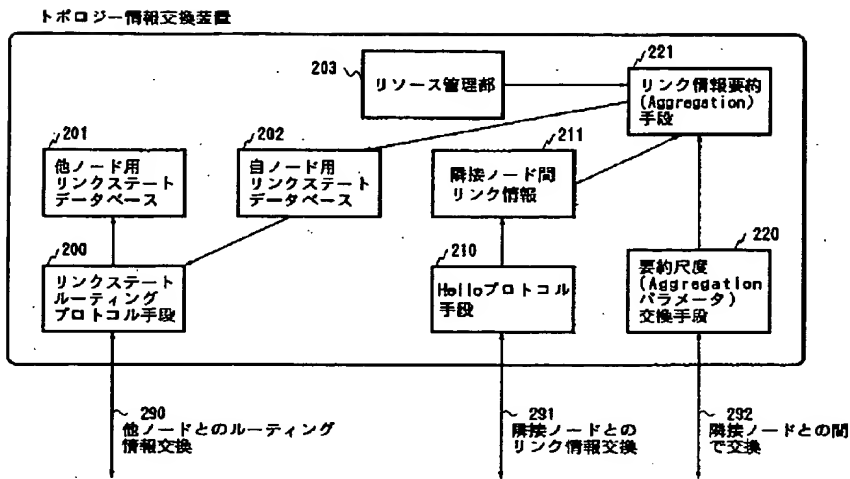 トポロジー情報交換装置
203
リソース管理部
221
リンク情報要約
(Aggregation)
手段
201
他ノード用
リンクステート
データベース
202
自ノード用
リンクステート
データベース
211
隣接ノード間
リンク情報
200
リンクステート
ルーティング
プロトコル手段
210
Helloプロトコル
手段
220
要約尺度
(Aggregation
パラメータ)
交換手段
290
他ノードとのルーティング
情報交換
291
隣接ノードとの
リンク情報交換
292
隣接ノードとの間
で交換